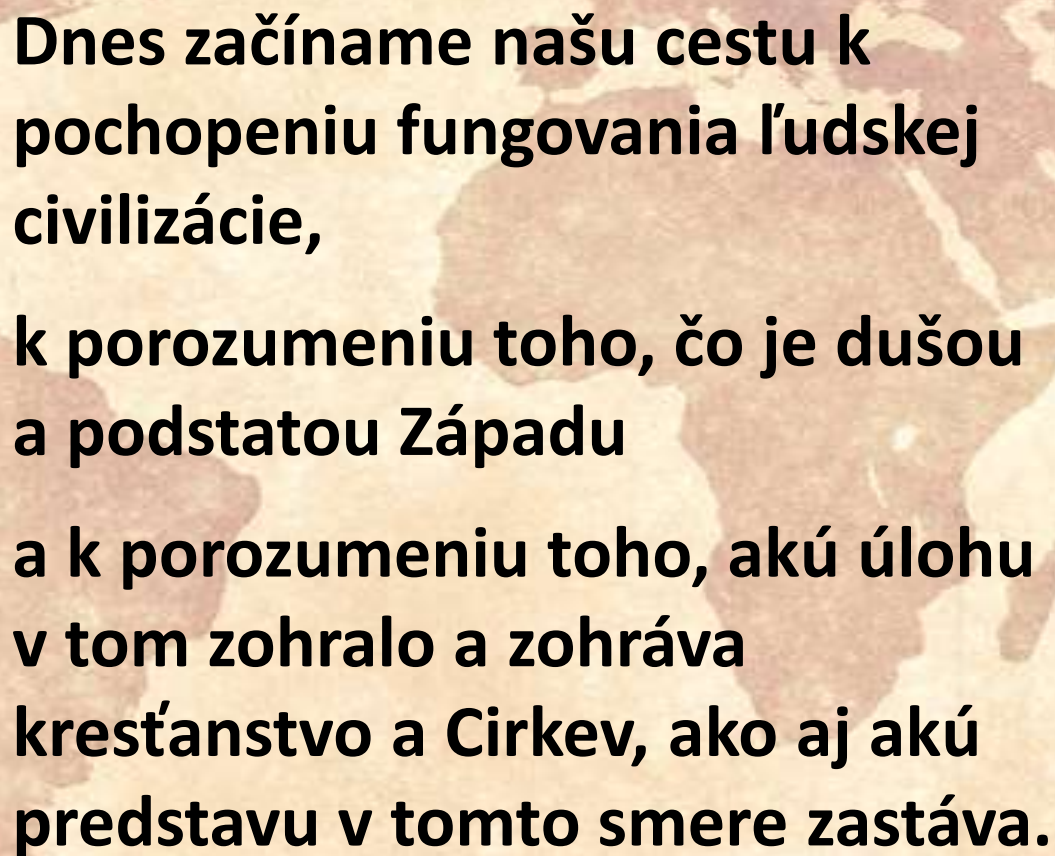 Dnes začíname našu cestu k
pochopeniu fungovania ľudskej
civilizácie,
k porozumeniu toho, čo je dušou
a podstatou Západu
a k porozumeniu toho, akú úlohu
v tom zohralo a zohráva
kresťanstvo a Cirkev, ako aj akú
predstavu v tomto smere zastáva.